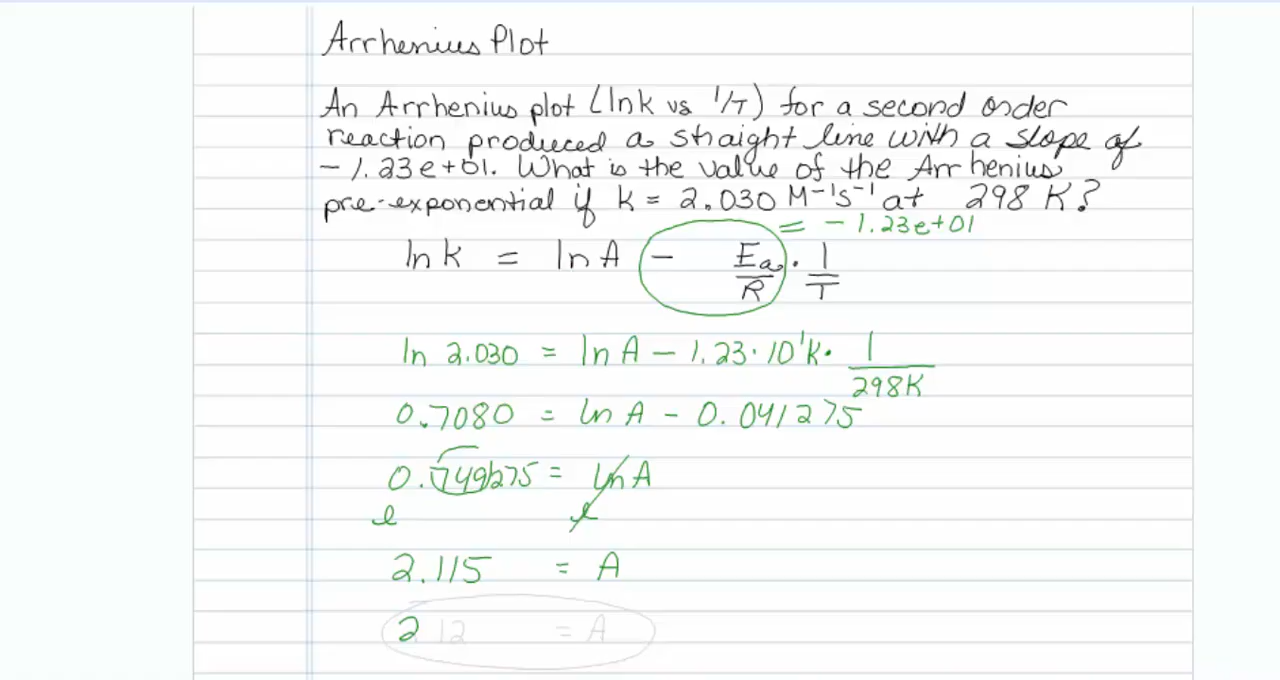 Arrhenius Plot
An Arrhenius plot (lnk vs 1/T) for a second order
reaction produced a straight line with a slope of
-1.23e+01. What is the value of the Arrhenius
pre-exponential if k = 2.030 M⁻¹s⁻¹ at 298 K?
= -1.23e+01
ln k = ln A - Ea/R · 1/T
ln 2.030 = ln A - 1.23·10¹K · 1/298K
0.7080 = ln A - 0.041275
0.749275 = ln A
e e
2.115 = A
2.12 = A